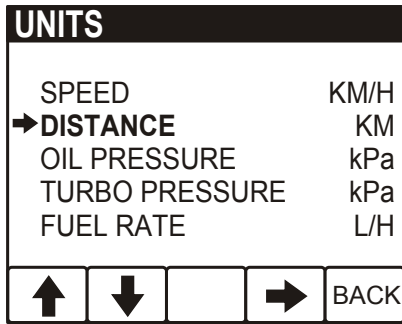 UNITS
SPEED KM/H
DISTANCE KM
OIL PRESSURE kPa
TURBO PRESSURE kPa
FUEL RATE L/H
BACK